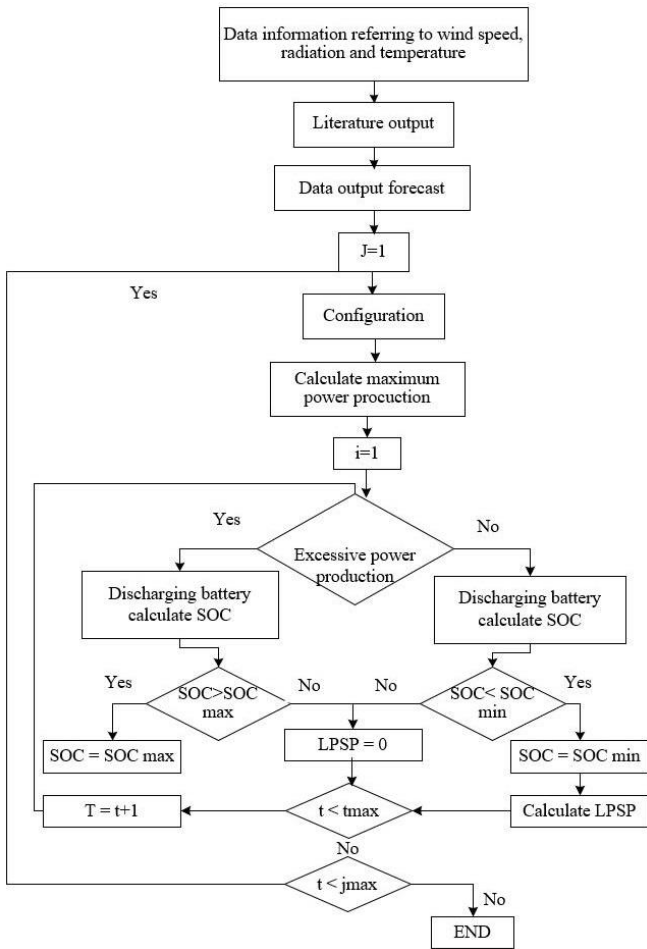 Data information referring to wind speed,
radiation and temperature
Literature output
Data output forecast
J=1
Yes
Configuration
Calculate maximum
power procuction
i=1
Yes
No
Excessive power
production
Discharging battery
calculate SOC
Discharging battery
calculate SOC
Yes
SOC>SOC
max
No
No
SOC< SOC
min
Yes
SOC = SOC max
LPSP = 0
SOC = SOC min
T = t+1
t < tmax
Calculate LPSP
No
t < jmax
No
END